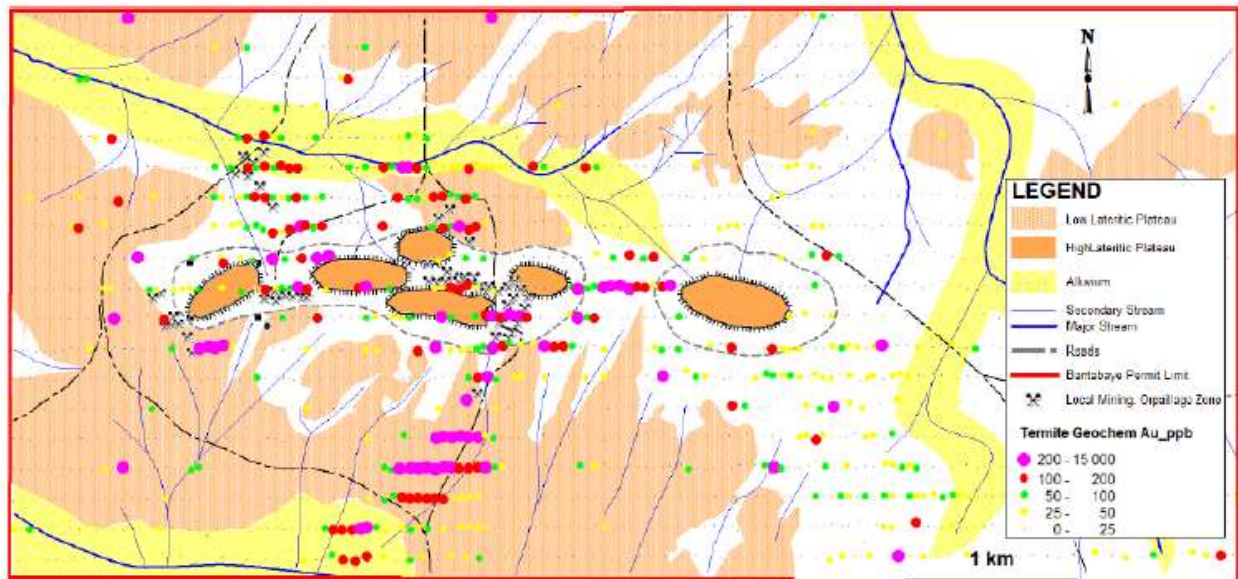 N
LEGEND
Low Lateritic Plateau
HighLateritic Plateau
Alluvium
Secondary Stream
Major Stream
Roads
Bantabaye Permit Limit
Local Mining, Orpaillage Zone
Termite Geochem Au_ppb
200 - 15 000
100 - 200
50 - 100
25 - 50
0 - 25
1 km